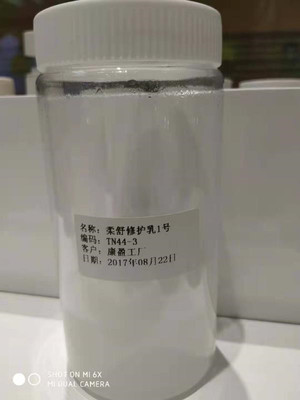 名称：柔舒修护乳1号
编码：TN44-3
客户：康盈工厂
日期：2017年08月22日
SHOT ON MI 6X
MI DUAL CAMERA